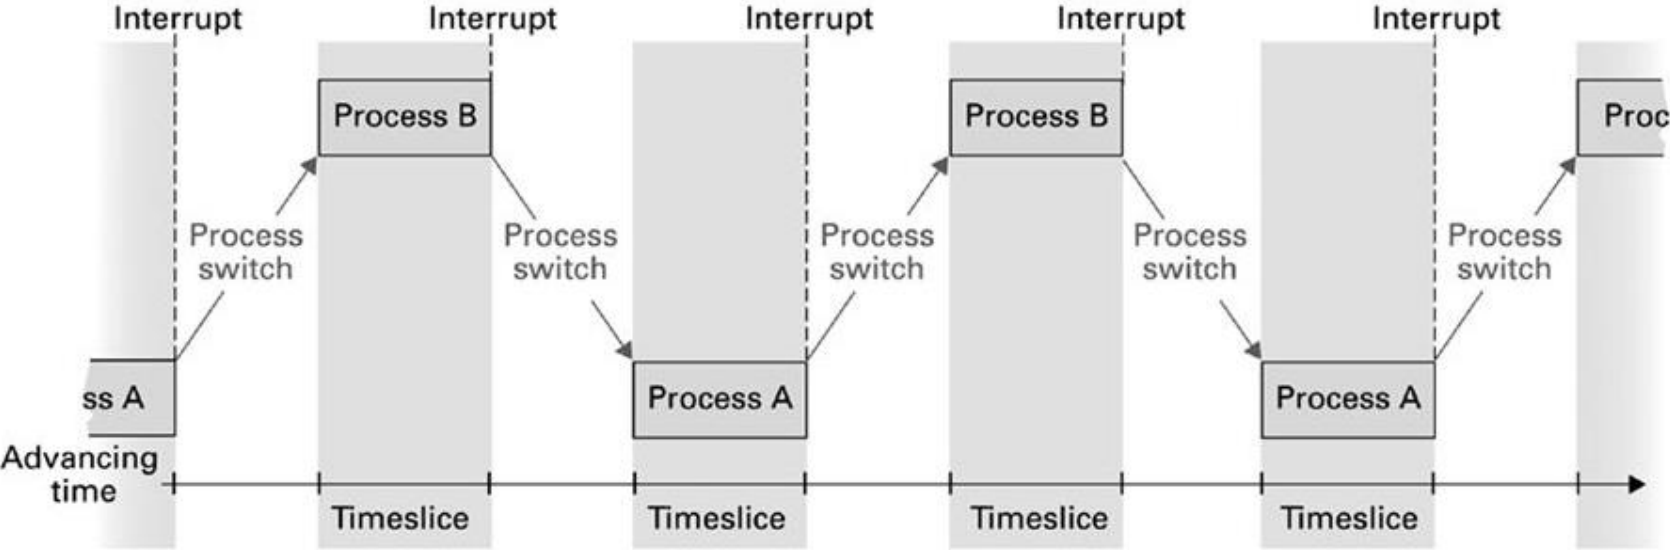 Interrupt
Interrupt
Interrupt
Interrupt
Interrupt
Process B
Process B
Proc
Process
switch
Process
switch
Process
switch
Process
switch
Process
switch
ss A
Process A
Process A
Advancing
time
Timeslice
Timeslice
Timeslice
Timeslice